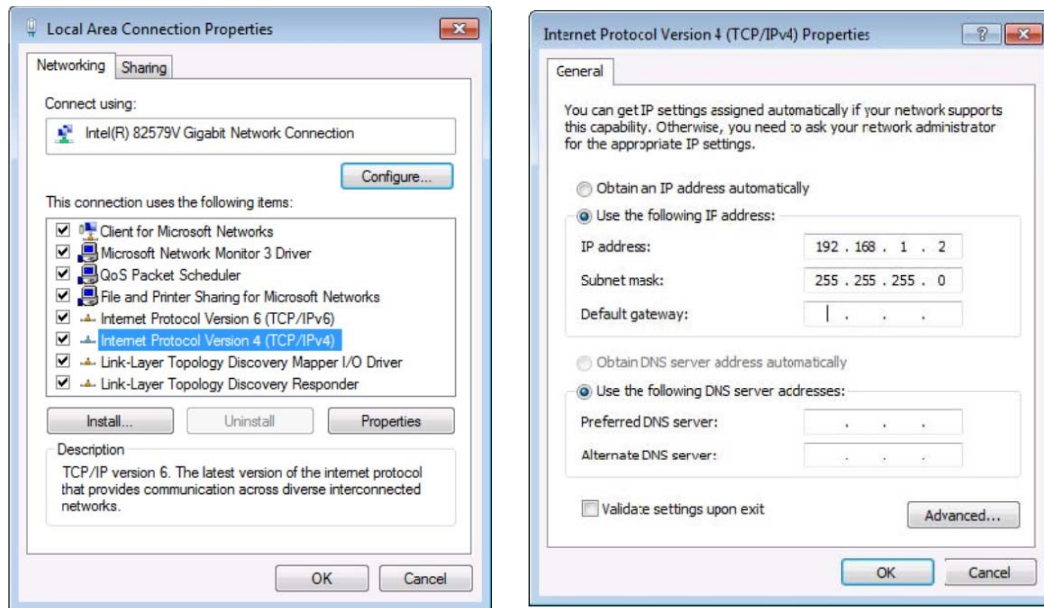 Local Area Connection Properties
Networking
Sharing
Connect using:
Intel(R) 82579V Gigabit Network Connection
Configure...
This connection uses the following items:
Client for Microsoft Networks
Microsoft Network Monitor 3 Driver
QoS Packet Scheduler
File and Printer Sharing for Microsoft Networks
Internet Protocol Version 6 (TCP/IPv6)
Internet Protocol Version 4 (TCP/IPv4)
Link-Layer Topology Discovery Mapper I/O Driver
Link-Layer Topology Discovery Responder
Install...
Uninstall
Properties
Description
TCP/IP version 6. The latest version of the internet protocol
that provides communication across diverse interconnected
networks.
OK
Cancel
Internet Protocol Version 4 (TCP/IPv4) Properties
General
You can get IP settings assigned automatically if your network supports
this capability. Otherwise, you need to ask your network administrator
for the appropriate IP settings.
Obtain an IP address automatically
Use the following IP address:
IP address: 192 . 168 . 1 . 2
Subnet mask: 255 . 255 . 255 . 0
Default gateway: . . .
Obtain DNS server address automatically
Use the following DNS server addresses:
Preferred DNS server: . . .
Alternate DNS server: . . .
Validate settings upon exit
Advanced...
OK
Cancel